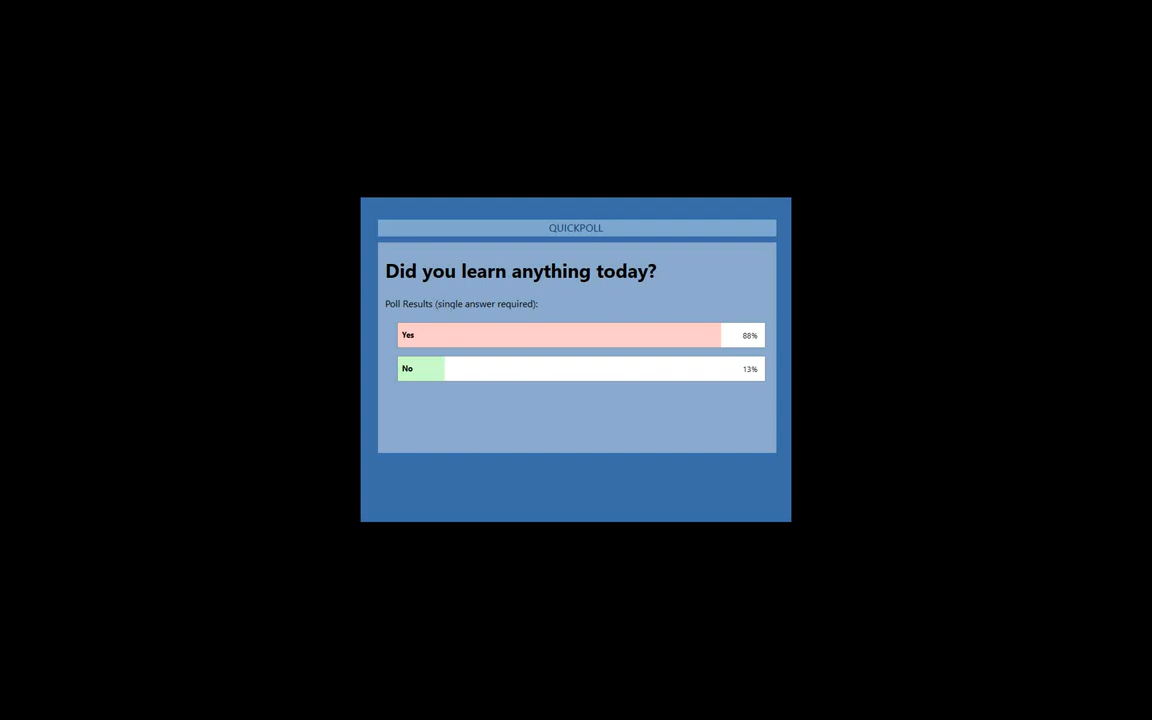 QUICKPOLL
Did you learn anything today?
Poll Results (single answer required):
Yes 88%
No 13%